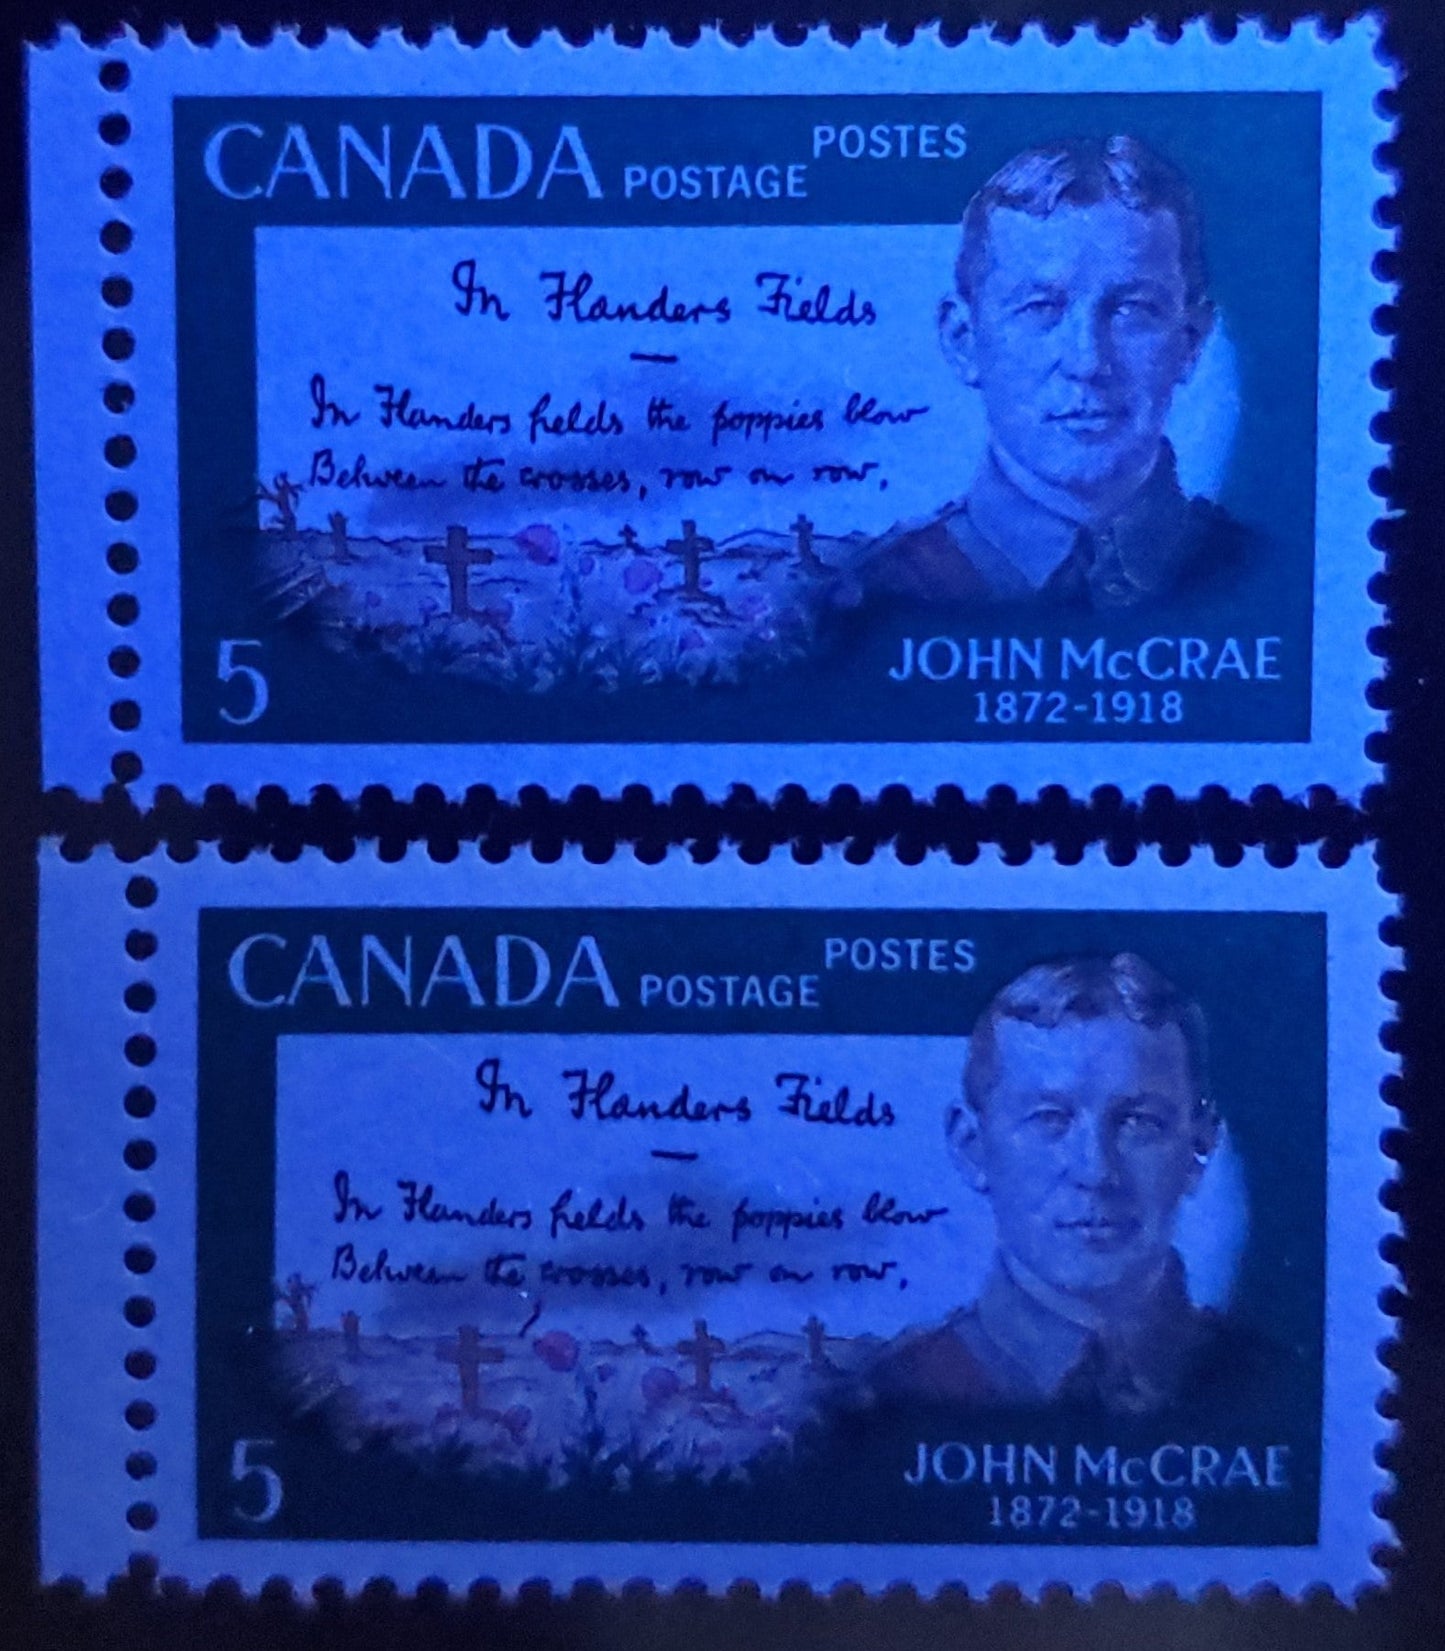 CANADA POSTAGE POSTES
In Flanders Fields
In Flanders fields the poppies blow
Between the crosses, row on row,
5
JOHN McCRAE
1872-1918
CANADA POSTAGE POSTES
In Flanders Fields
In Flanders fields the poppies blow
Between the crosses, row on row,
5
JOHN McCRAE
1872-1918